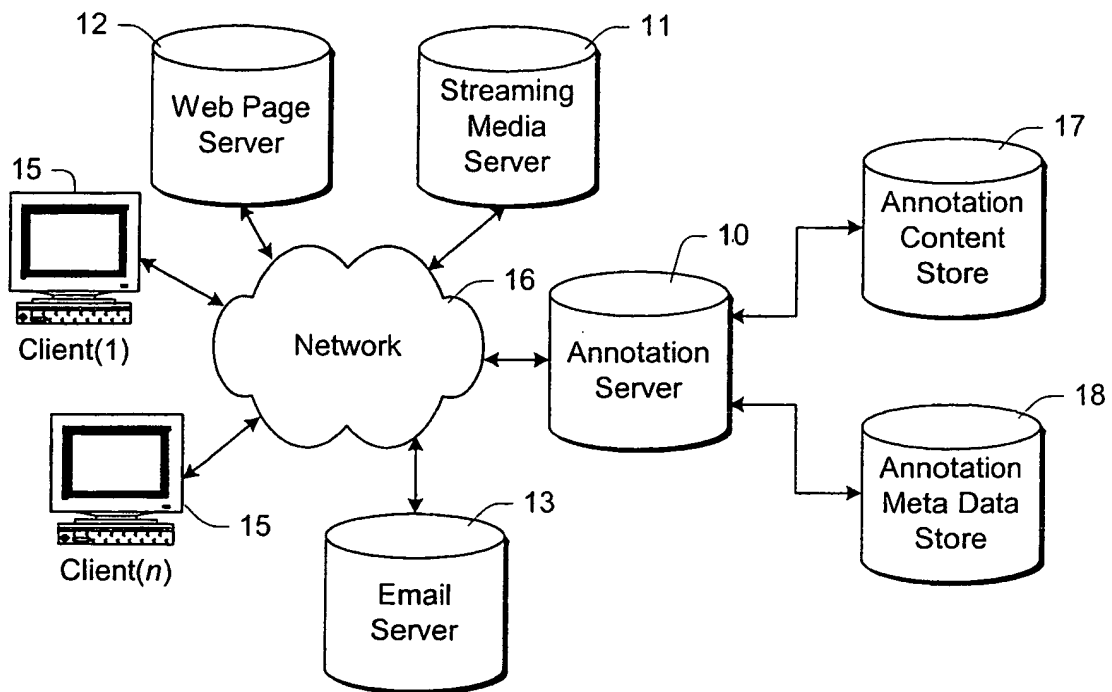 12
11
Web Page
Server
Streaming
Media
Server
17
15
Annotation
Content
Store
10
16
Client(1)
Network
Annotation
Server
18
Annotation
Meta Data
Store
15
13
Client(n)
Email
Server